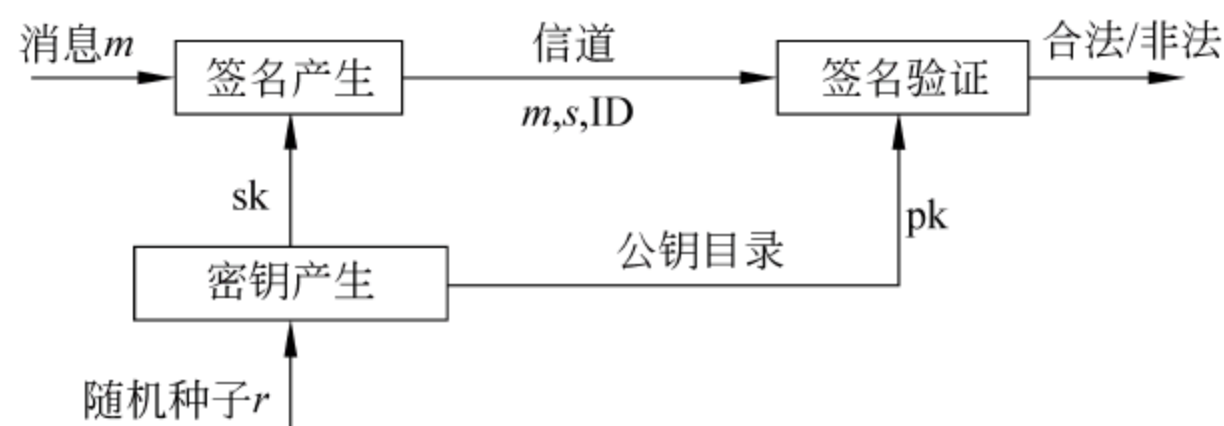 消息m
签名产生
信道
m,s,ID
签名验证
合法/非法
sk
pk
密钥产生
公钥目录
随机种子r